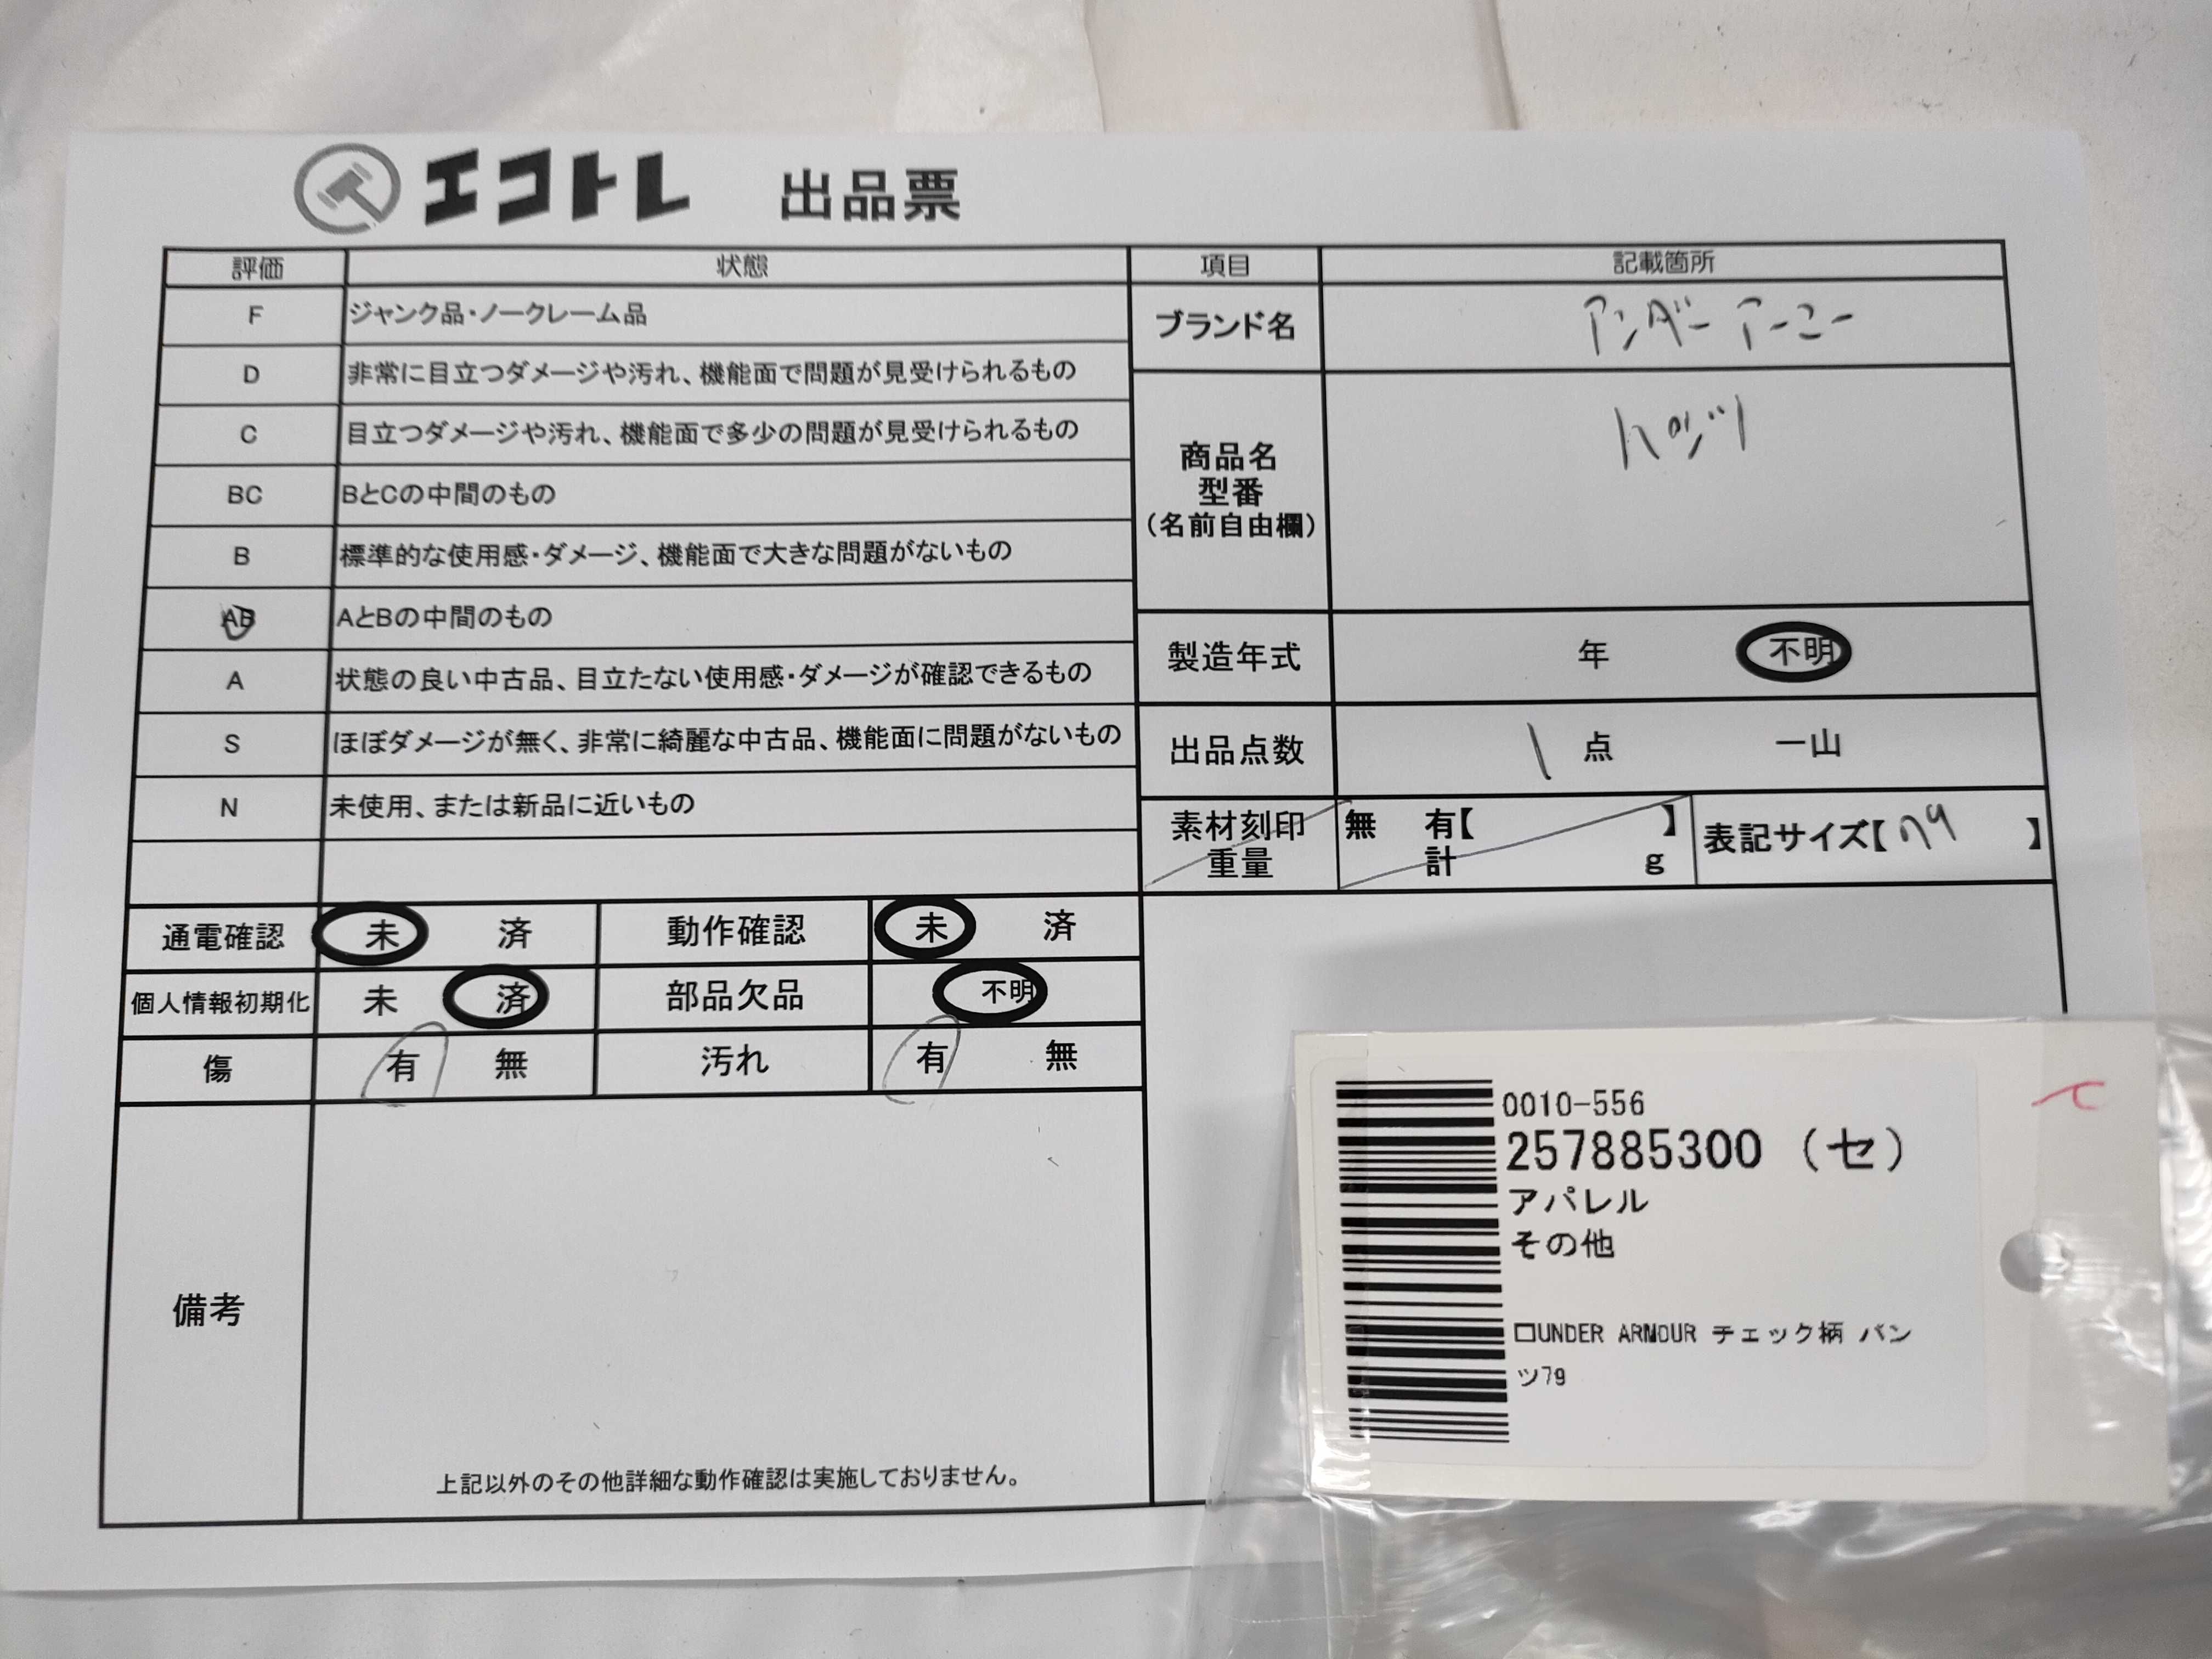 エコトレ 出品票
評価 状態 項目 記載箇所
F ジャンク品・ノークレーム品
D 非常に目立つダメージや汚れ、機能面で問題が見受けられるもの
C 目立つダメージや汚れ、機能面で多少の問題が見受けられるもの
BC BとCの中間のもの
B 標準的な使用感・ダメージ、機能面で大きな問題がないもの
AB AとBの中間のもの
A 状態の良い中古品、目立たない使用感・ダメージが確認できるもの
S ほぼダメージが無く、非常に綺麗な中古品、機能面に問題がないもの
N 未使用、または新品に近いもの
ブランド名 アンダーアーマー
商品名
型番
(名前自由欄)
パンツ
製造年式 年 不明
出品点数 1 点 一山
素材刻印 無 有【 】
重量 計 g
表記サイズ【79 】
通電確認 未 済 動作確認 未 済
個人情報初期化 未 済 部品欠品 不明
傷 有 無 汚れ 有 無
備考
上記以外のその他詳細な動作確認は実施しておりません。
0010-556
257885300 (セ)
アパレル
その他
□UNDER ARMOUR チェック柄 パン
ツ79